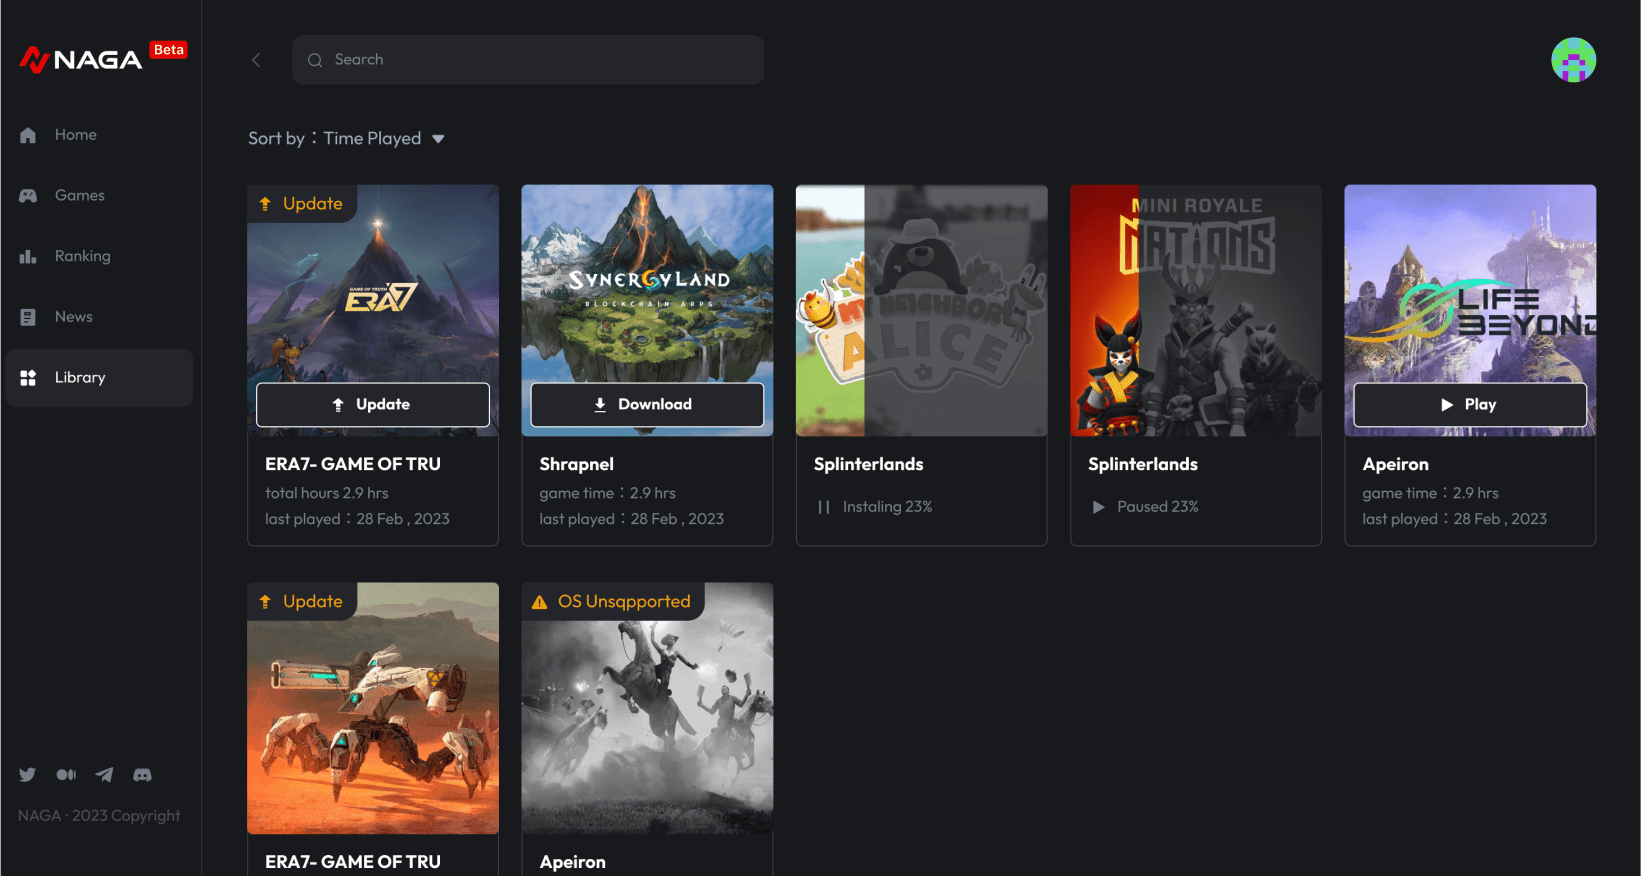 NAGA Beta
Search
Home
Games
Ranking
News
Library
Sort by：Time Played
Update
GAME OF TRUTH
ERA7
Update
ERA7- GAME OF TRU
total hours 2.9 hrs
last played：28 Feb , 2023
SYNERGYLAND
BLOCKCHAIN ARPG
Download
Shrapnel
game time：2.9 hrs
last played：28 Feb , 2023
MY NEIGHBOR
ALICE
Splinterlands
Instaling 23%
MINI ROYALE
NATIONS
Splinterlands
Paused 23%
LIFE
BEYOND
Play
Apeiron
game time：2.9 hrs
last played：28 Feb , 2023
Update
ERA7- GAME OF TRU
OS Unsqpported
Apeiron
NAGA · 2023 Copyright